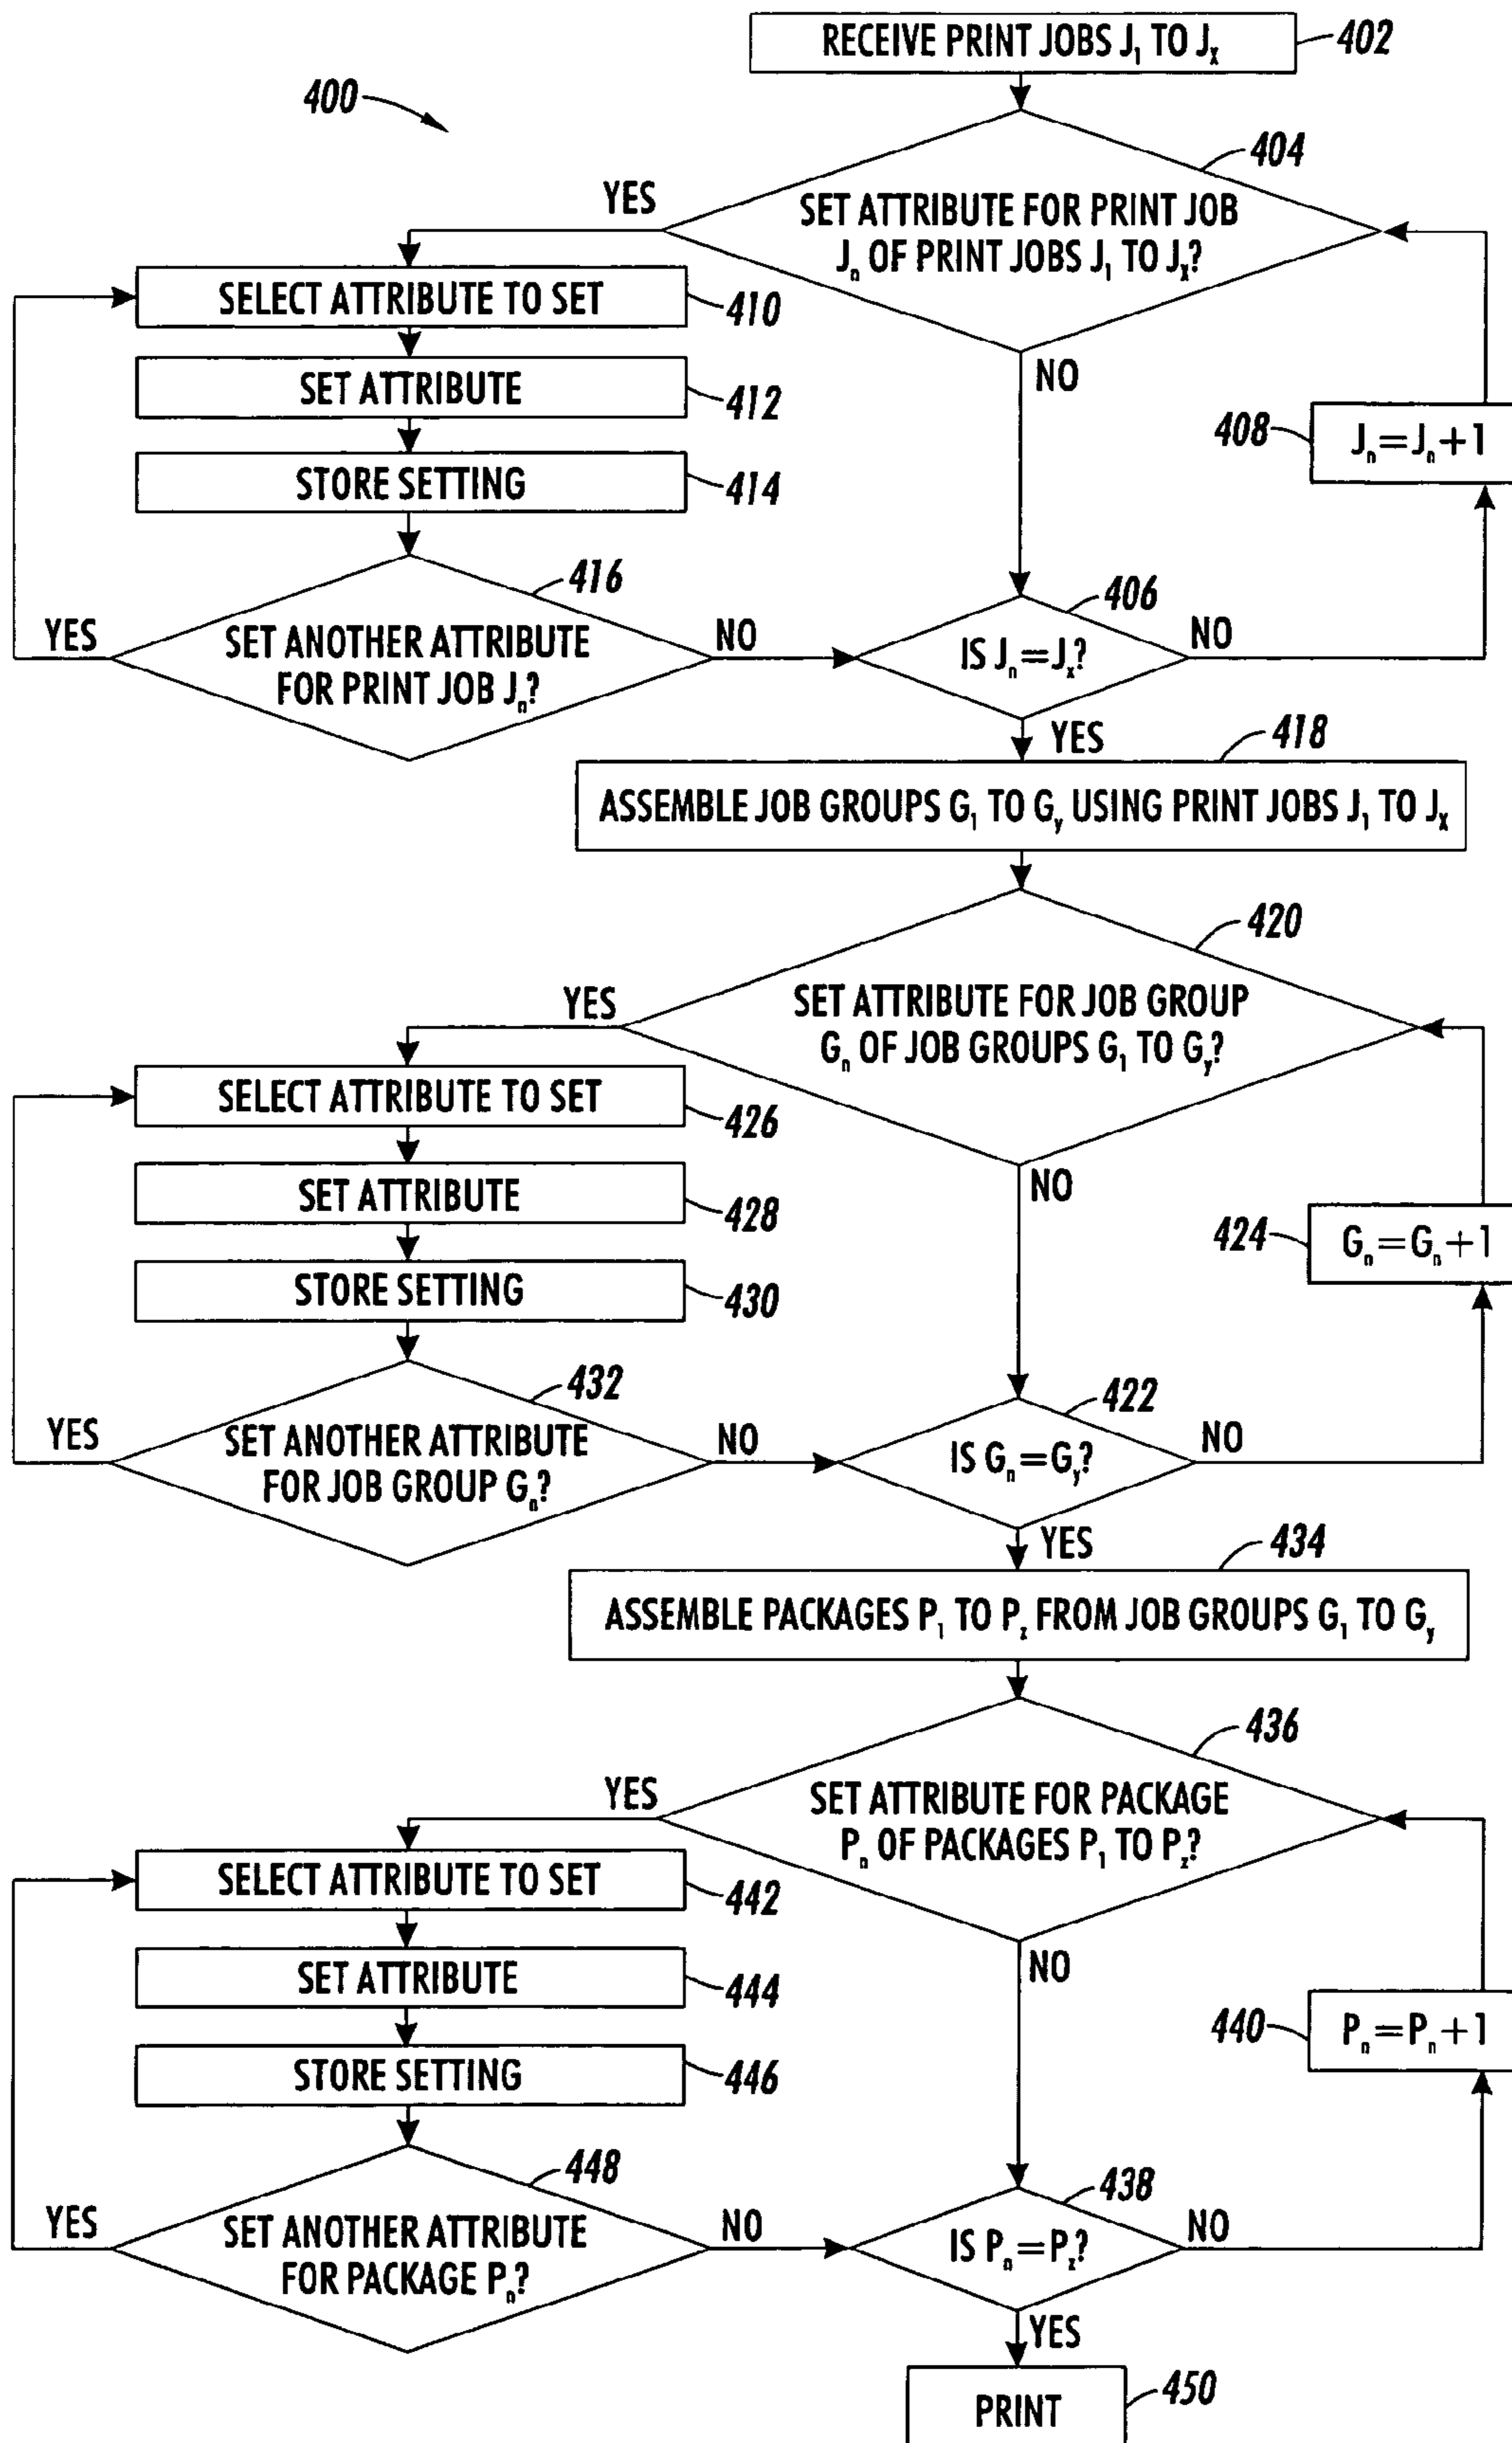 RECEIVE PRINT JOBS J₁ TO Jₓ
402
400
404
YES
SET ATTRIBUTE FOR PRINT JOB
Jₙ OF PRINT JOBS J₁ TO Jₓ?
SELECT ATTRIBUTE TO SET
410
NO
SET ATTRIBUTE
412
408
Jₙ=Jₙ+1
STORE SETTING
414
416
406
YES
SET ANOTHER ATTRIBUTE
FOR PRINT JOB Jₙ?
NO
IS Jₙ=Jₓ?
NO
YES
418
ASSEMBLE JOB GROUPS G₁ TO Gᵧ USING PRINT JOBS J₁ TO Jₓ
420
YES
SET ATTRIBUTE FOR JOB GROUP
Gₙ OF JOB GROUPS G₁ TO Gᵧ?
SELECT ATTRIBUTE TO SET
426
NO
SET ATTRIBUTE
428
424
Gₙ=Gₙ+1
STORE SETTING
430
432
422
YES
SET ANOTHER ATTRIBUTE
FOR JOB GROUP Gₙ?
NO
IS Gₙ=Gᵧ?
NO
YES
434
ASSEMBLE PACKAGES P₁ TO P_z FROM JOB GROUPS G₁ TO Gᵧ
436
YES
SET ATTRIBUTE FOR PACKAGE
Pₙ OF PACKAGES P₁ TO P_z?
SELECT ATTRIBUTE TO SET
442
NO
SET ATTRIBUTE
444
440
Pₙ=Pₙ+1
STORE SETTING
446
448
438
YES
SET ANOTHER ATTRIBUTE
FOR PACKAGE Pₙ?
NO
IS Pₙ=P_z?
NO
YES
PRINT
450